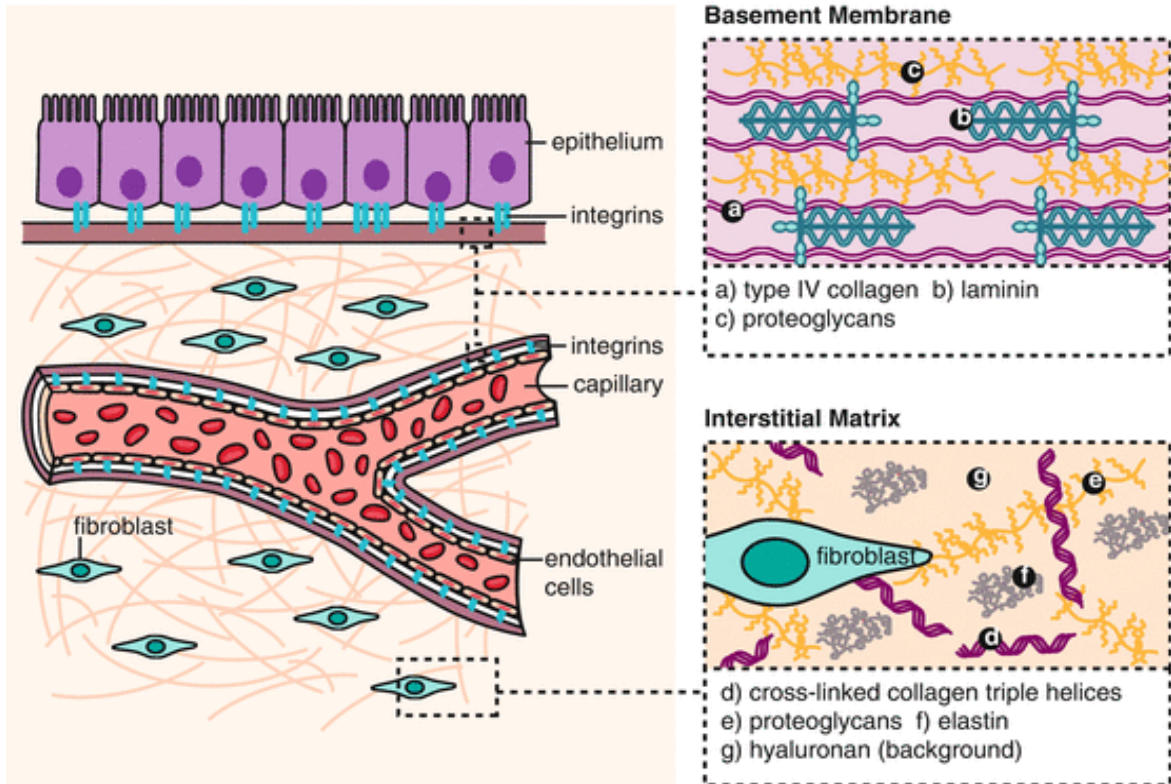 epithelium
integrins
integrins
capillary
fibroblast
endothelial
cells
Basement Membrane
c
b
a
a) type IV collagen b) laminin
c) proteoglycans
Interstitial Matrix
g
e
fibroblast
f
d
d) cross-linked collagen triple helices
e) proteoglycans f) elastin
g) hyaluronan (background)